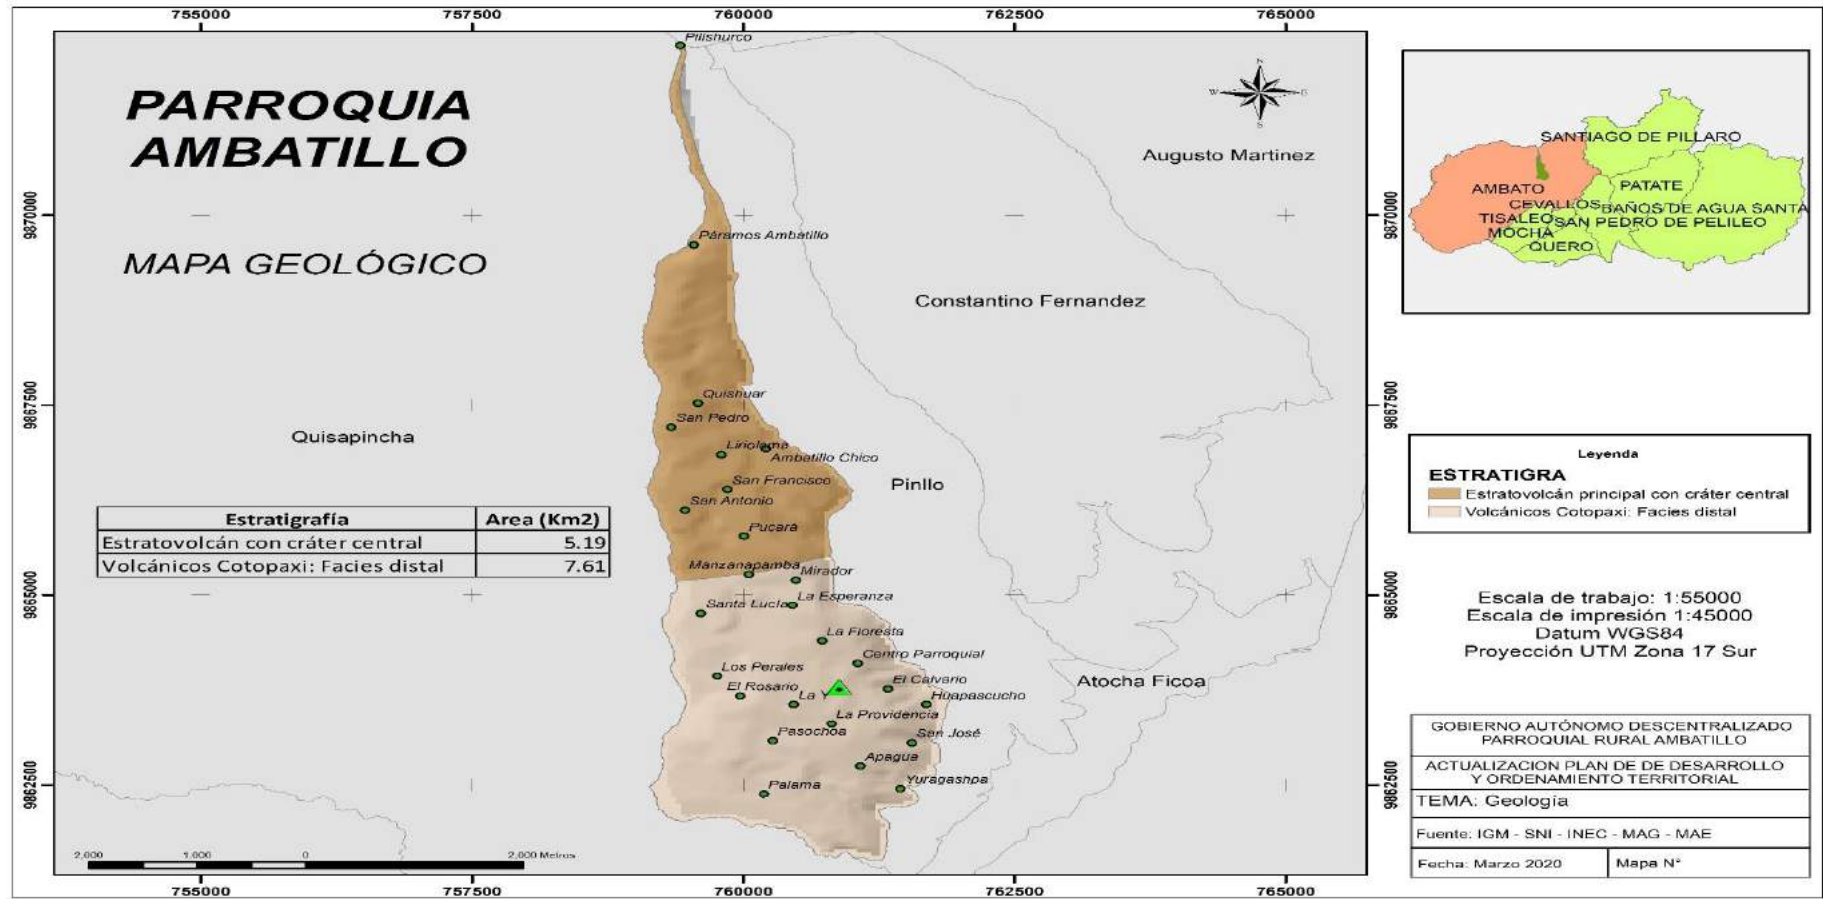 755000
757500
760000
762500
765000
PARROQUIA
AMBATILLO
MAPA GEOLÓGICO
9870000
9867500
9865000
9862500
Quisapincha
Estratigrafía Area (Km2)
Estratovolcán con cráter central 5.19
Volcánicos Cotopaxi: Facies distal 7.61
Pilishurco
Páramos Ambatillo
Quishuar
San Pedro
Lirioloma
Ambatillo Chico
San Francisco
San Antonio
Pucará
Manzanapamba
Mirador
La Esperanza
Santa Lucía
La Floresta
Centro Parroquial
Los Perales
El Calvario
El Rosario
La Y
Huapascucho
La Providencia
Pasochoa
San José
Apagua
Yuragashpa
Palama
N
W
E
S
Augusto Martinez
Constantino Fernandez
Pinllo
Atocha Ficoa
2,000 1,000 0 2,000 Metros
755000
757500
760000
762500
765000
9870000
9867500
9865000
9862500
SANTIAGO DE PILLARO
AMBATO
PATATE
CEVALLOS
BAÑOS DE AGUA SANTA
TISALEO
SAN PEDRO DE PELILEO
MOCHA
QUERO
Leyenda
ESTRATIGRA
Estratovolcán principal con cráter central
Volcánicos Cotopaxi: Facies distal
Escala de trabajo: 1:55000
Escala de impresión 1:45000
Datum WGS84
Proyección UTM Zona 17 Sur
GOBIERNO AUTÓNOMO DESCENTRALIZADO
PARROQUIAL RURAL AMBATILLO
ACTUALIZACION PLAN DE DE DESARROLLO
Y ORDENAMIENTO TERRITORIAL
TEMA: Geología
Fuente: IGM - SNI - INEC - MAG - MAE
Fecha: Marzo 2020 Mapa N°